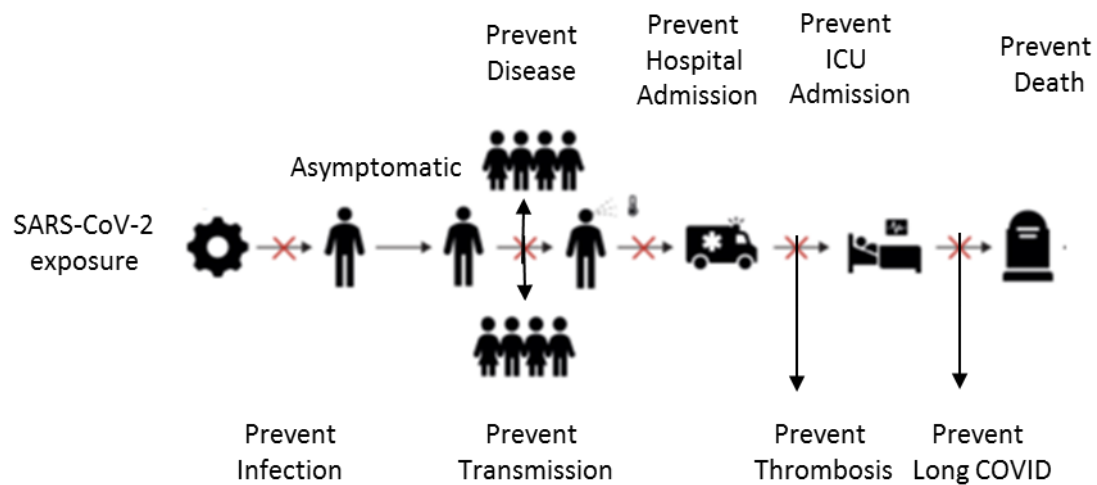 Prevent
Disease
Prevent
Hospital
Admission
Prevent
ICU
Admission
Prevent
Death
Asymptomatic
SARS-CoV-2
exposure
Prevent
Infection
Prevent
Transmission
Prevent
Thrombosis
Prevent
Long COVID